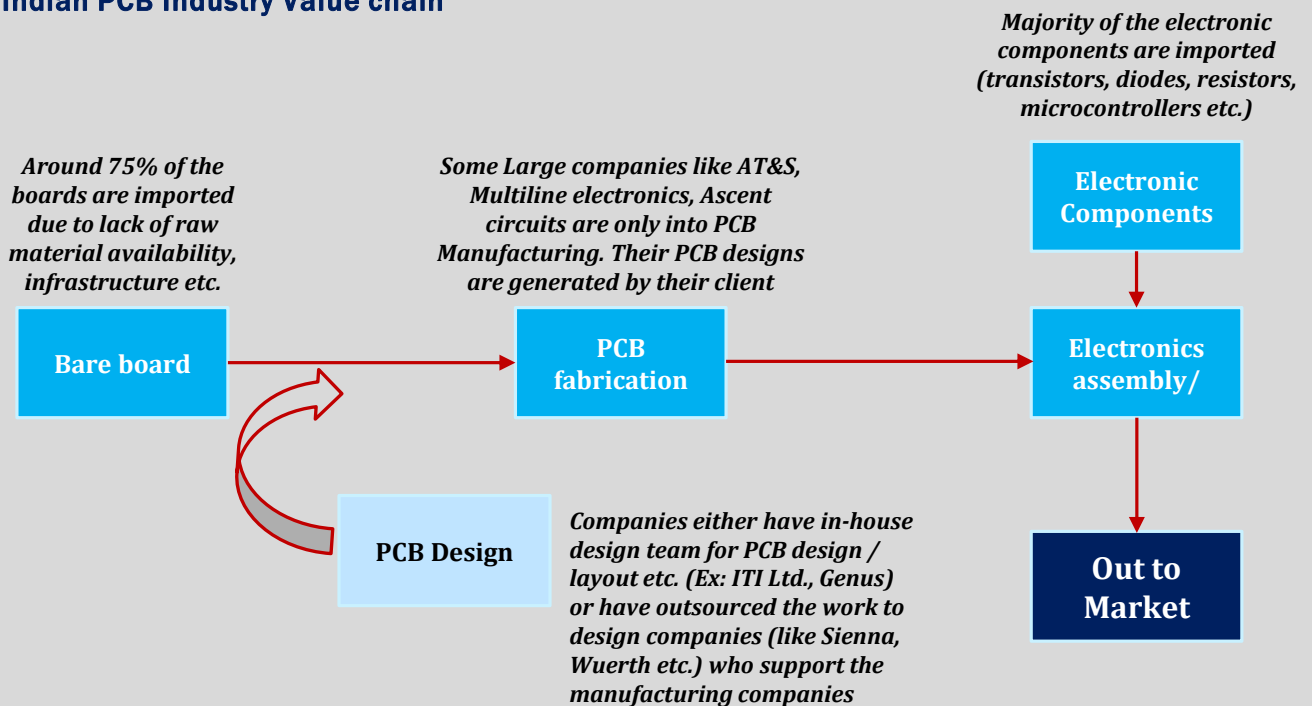 Indian PCB Industry Value chain
Majority of the electronic
components are imported
(transistors, diodes, resistors,
microcontrollers etc.)
Around 75% of the
boards are imported
due to lack of raw
material availability,
infrastructure etc.
Some Large companies like AT&S,
Multiline electronics, Ascent
circuits are only into PCB
Manufacturing. Their PCB designs
are generated by their client
Electronic
Components
Bare board
PCB
fabrication
Electronics
assembly/
PCB Design
Companies either have in-house
design team for PCB design /
layout etc. (Ex: ITI Ltd., Genus)
or have outsourced the work to
design companies (like Sienna,
Wuerth etc.) who support the
manufacturing companies
Out to
Market